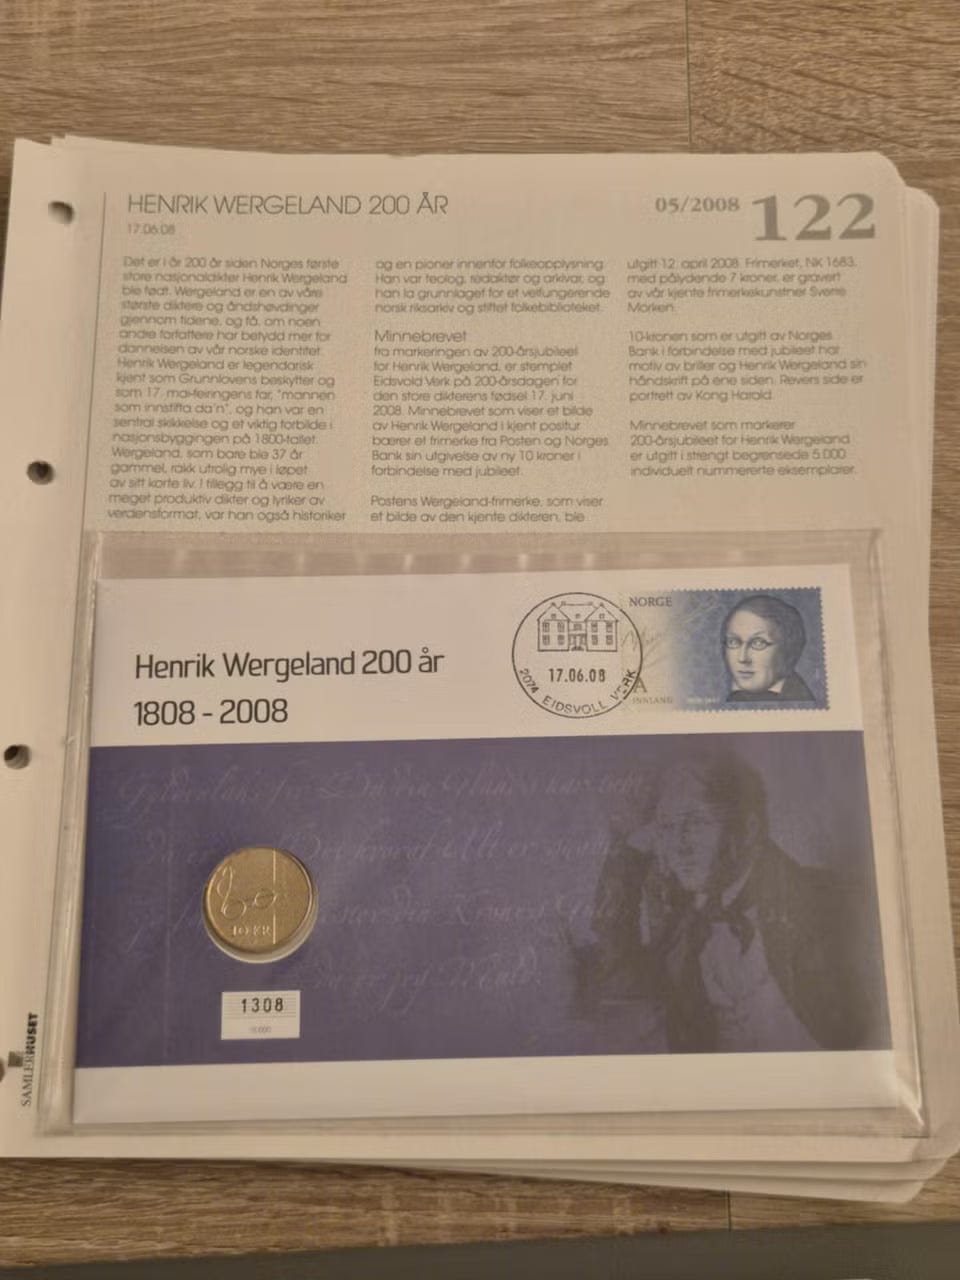 HENRIK WERGELAND 200 ÅR
17.06.08
05/2008 122
Det er i år 200 år siden Norges første
store nasjonaldikter Henrik Wergeland
ble født. Wergeland er en av våre
største diktere og åndshøvdinger
gjennom tidene, og få, om noen
andre forfattere har betydd mer for
dannelsen av vår norske identitet.
Henrik Wergeland er legendarisk
kjent som Grunnlovens beskytter og
som 17. mai-feiringens far, "mannen
som innstifta da'n", og han var en
sentral skikkelse og et viktig forbilde i
nasjonsbyggingen på 1800-tallet.
Wergeland, som bare ble 37 år
gammel, rakk utrolig mye i løpet
av sitt korte liv. I tillegg til å være en
meget produktiv dikter og lyriker av
verdensformat, var han også historiker
og en pioner innenfor folkeopplysning.
Han var teolog, redaktør og arkivar, og
han la grunnlaget for et velfungerende
norsk riksarkiv og stiftet folkebiblioteket.
Minnebrevet
fra markeringen av 200-årsjubileet
for Henrik Wergeland, er stemplet
Eidsvold Verk på 200-årsdagen for
den store dikterens fødsel 17. juni
2008. Minnebrevet som viser et bilde
av Henrik Wergeland i kjent positur
bærer et frimerke fra Posten og Norges
Bank sin utgivelse av ny 10 kroner i
forbindelse med jubileet.
Postens Wergeland-frimerke, som viser
et bilde av den kjente dikteren, ble
utgitt 12. april 2008. Frimerket, NK 1683,
med pålydende 7 kroner, er gravert
av vår kjente frimerkekunstner Sverre
Morken.
10-kronen som er utgitt av Norges
Bank i forbindelse med jubileet har
motiv av briller og Henrik Wergeland sin
håndskrift på ene siden. Revers side er
portrett av Kong Harald.
Minnebrevet som markerer
200-årsjubileet for Henrik Wergeland
er utgitt i strengt begrensede 5.000
individuelt nummererte eksemplarer.
Henrik Wergeland 200 år
1808 - 2008
17.06.08
2074 EIDSVOLL VERK
NORGE
A
INNLAND
10 KR
1308
SAMLERHUSET